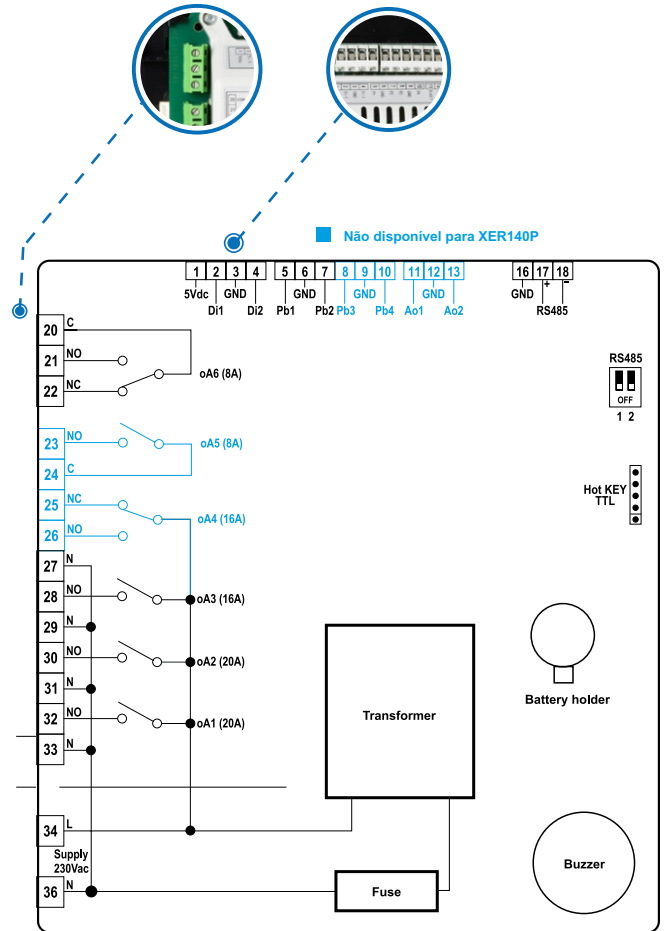 Não disponível para XER140P
1 2 3 4 5 6 7 8 9 10 11 12 13 16 17 18
5Vdc GND GND GND GND GND + -
Di1 Di2 Pb1 Pb2 Pb3 Pb4 Ao1 Ao2 RS485
20 C
21 NO
22 NC
oA6 (8A)
RS485
OFF
1 2
23 NO
oA5 (8A)
24 C
25 NC
oA4 (16A)
26 NO
Hot KEY
TTL
27 N
28 NO
oA3 (16A)
29 N
30 NO
oA2 (20A)
31 N
32 NO
oA1 (20A)
33 N
Battery holder
Transformer
34 L
Supply
230Vac
36 N
Fuse
Buzzer